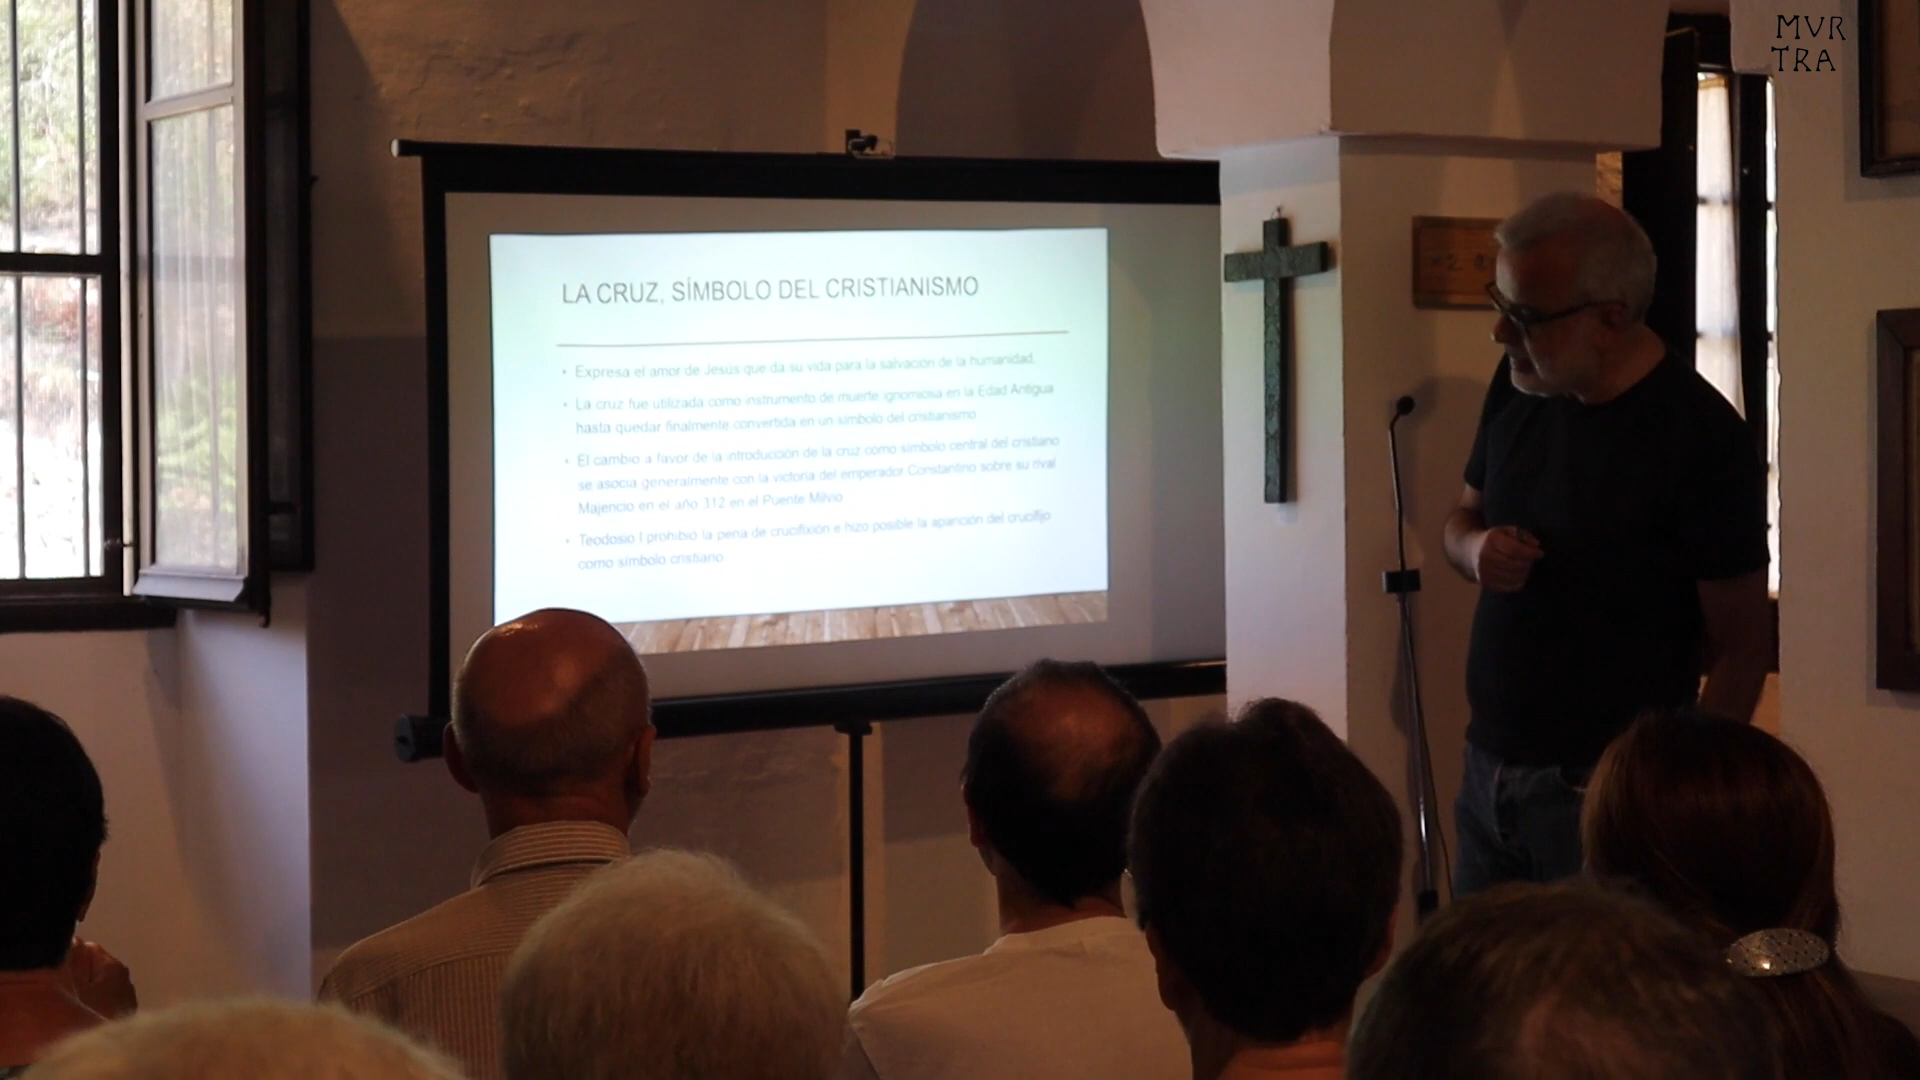 MVR
TRA
LA CRUZ, SÍMBOLO DEL CRISTIANISMO
• Expresa el amor de Jesús que da su vida para la salvación de la humanidad.
• La cruz fue utilizada como instrumento de muerte ignomiosa en la Edad Antigua
hasta quedar finalmente convertida en un símbolo del cristianismo
• El cambio a favor de la introducción de la cruz como símbolo central del cristiano
se asocia generalmente con la victoria del emperador Constantino sobre su rival
Majencio en el año 312 en el Puente Milvio
• Teodosio I prohibió la pena de crucifixión e hizo posible la aparición del crucifijo
como símbolo cristiano